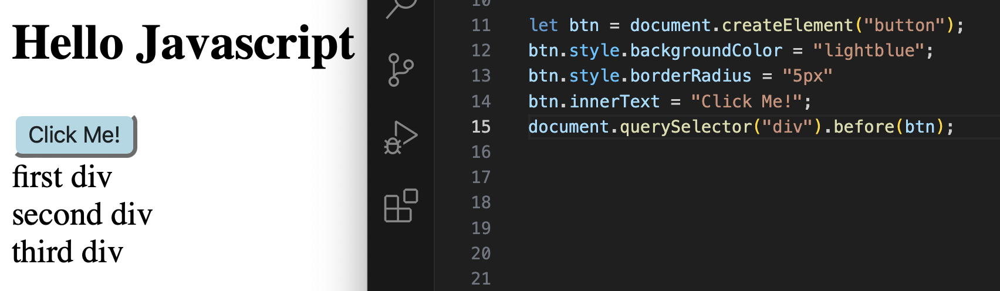 Hello Javascript
Click Me!
first div
second div
third div
10
11 let btn = document.createElement("button");
12 btn.style.backgroundColor = "lightblue";
13 btn.style.borderRadius = "5px"
14 btn.innerText = "Click Me!";
15 document.querySelector("div").before(btn);
16
17
18
19
20
21